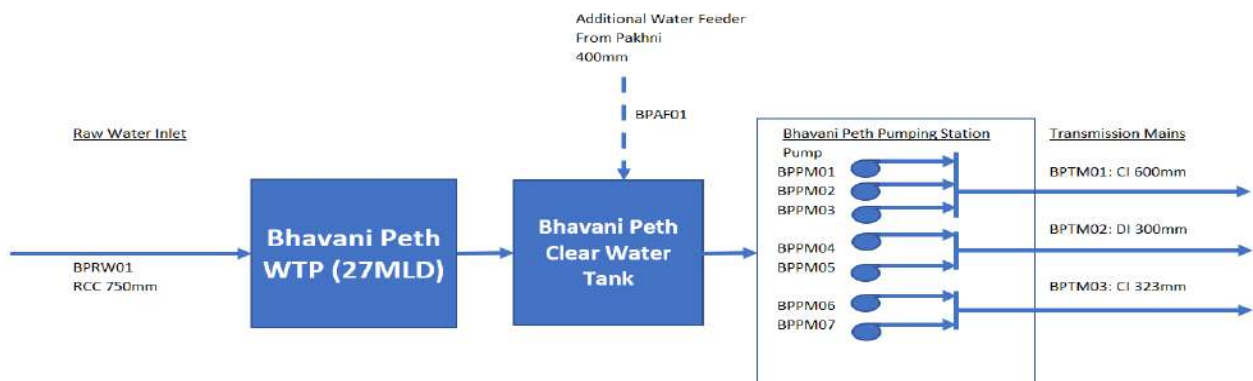 Additional Water Feeder
From Pakhni
400mm
BPAF01
Raw Water Inlet
BPRW01
RCC 750mm
Bhavani Peth
WTP (27MLD)
Bhavani Peth
Clear Water
Tank
Bhavani Peth Pumping Station
Pump
BPPM01
BPPM02
BPPM03
BPPM04
BPPM05
BPPM06
BPPM07
Transmission Mains
BPTM01: CI 600mm
BPTM02: DI 300mm
BPTM03: CI 323mm